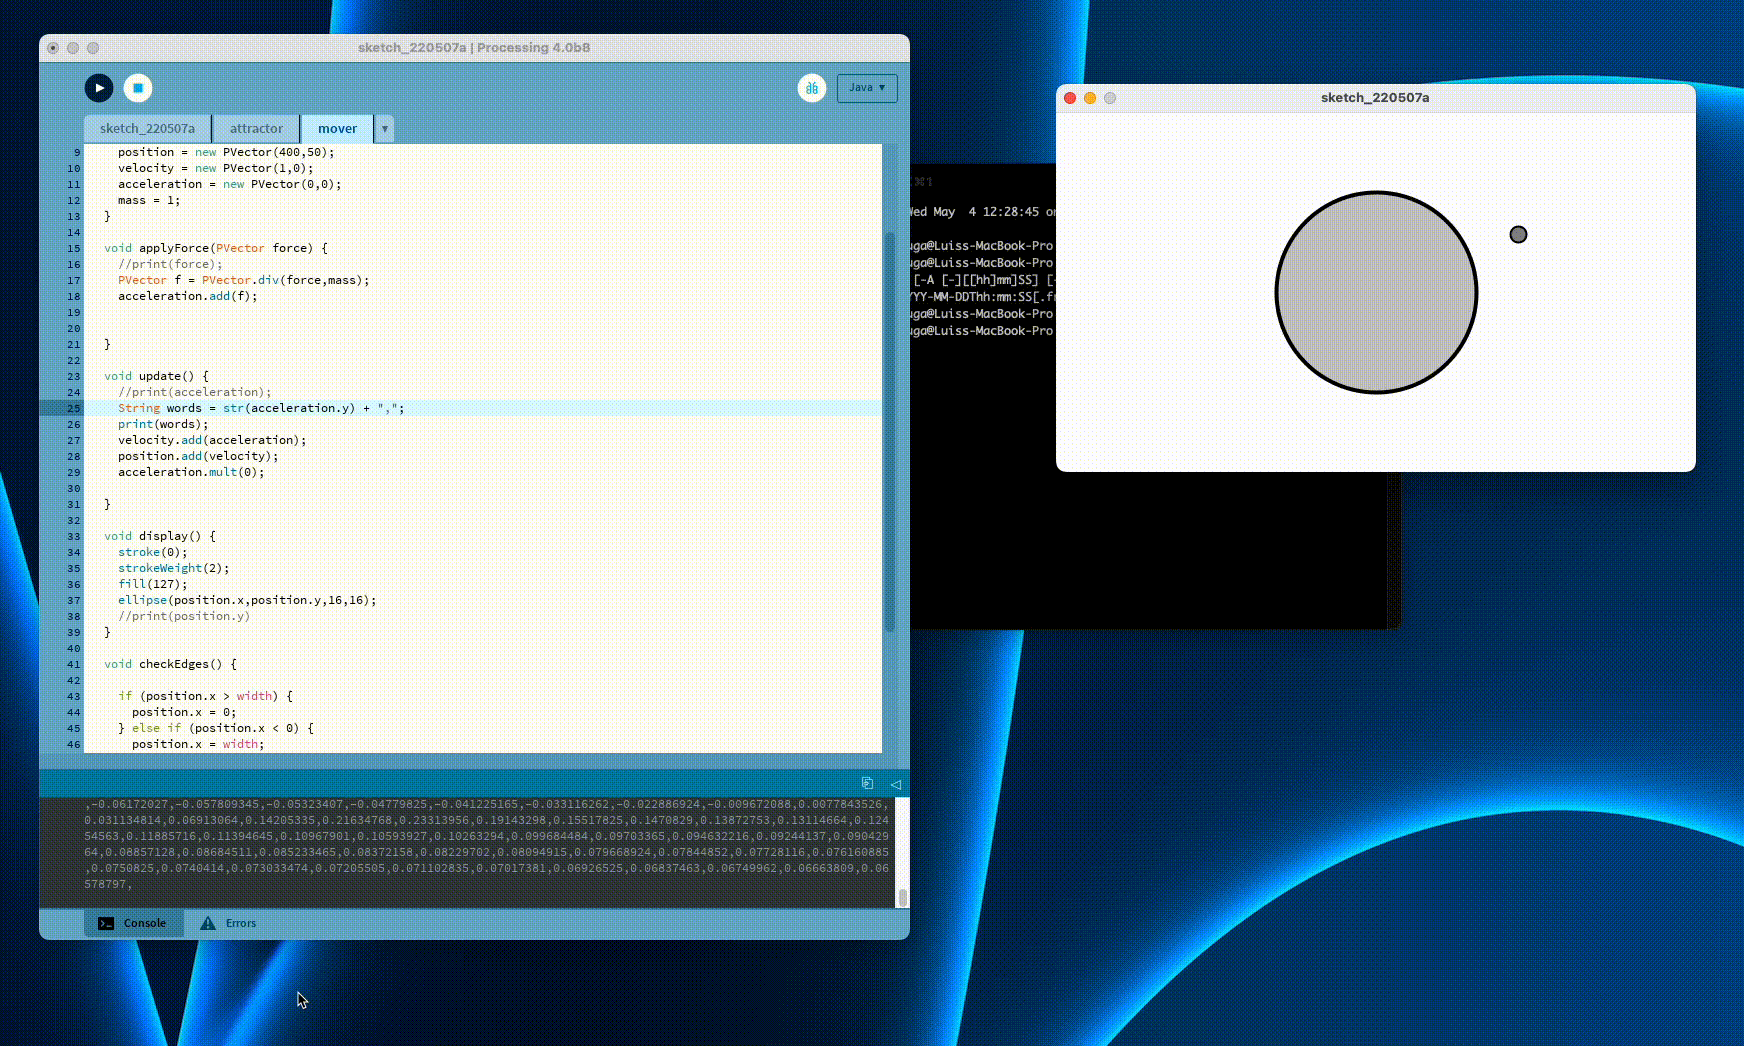 sketch_220507a | Processing 4.0b8
Java ▾
sketch_220507a attractor mover ▾
9 position = new PVector(400,50);
10 velocity = new PVector(1,0);
11 acceleration = new PVector(0,0);
12 mass = 1;
13 }
14
15 void applyForce(PVector force) {
16 //print(force);
17 PVector f = PVector.div(force,mass);
18 acceleration.add(f);
19
20
21 }
22
23 void update() {
24 //print(acceleration);
25 String words = str(acceleration.y) + ",";
26 print(words);
27 velocity.add(acceleration);
28 position.add(velocity);
29 acceleration.mult(0);
30
31 }
32
33 void display() {
34 stroke(0);
35 strokeWeight(2);
36 fill(127);
37 ellipse(position.x,position.y,16,16);
38 //print(position.y)
39 }
40
41 void checkEdges() {
42
43 if (position.x > width) {
44 position.x = 0;
45 } else if (position.x < 0) {
46 position.x = width;
,-0.06172027,-0.057809345,-0.05323407,-0.04779825,-0.041225165,-0.033116262,-0.022886924,-0.009672088,0.0077843526,
0.031134814,0.06913064,0.14205335,0.21634768,0.23313956,0.19143298,0.15517825,0.1470829,0.13872753,0.13114664,0.124
54563,0.11885716,0.11394645,0.10967901,0.10593927,0.10263294,0.099684484,0.09703365,0.094632216,0.09244137,0.090429
64,0.08857128,0.08684511,0.085233465,0.08372158,0.08229702,0.08094915,0.079668924,0.07844852,0.07728116,0.076160885
,0.0750825,0.0740414,0.073033474,0.07205505,0.071102835,0.07017381,0.06926525,0.06837463,0.06749962,0.06663809,0.06
578797,
Console Errors
⌘1
Wed May 4 12:28:45 on
uga@Luiss-MacBook-Pro
uga@Luiss-MacBook-Pro
[-A [-][[hh]mm]SS] [-
YYY-MM-DDThh:mm:SS[.fr
uga@Luiss-MacBook-Pro
uga@Luiss-MacBook-Pro
sketch_220507a